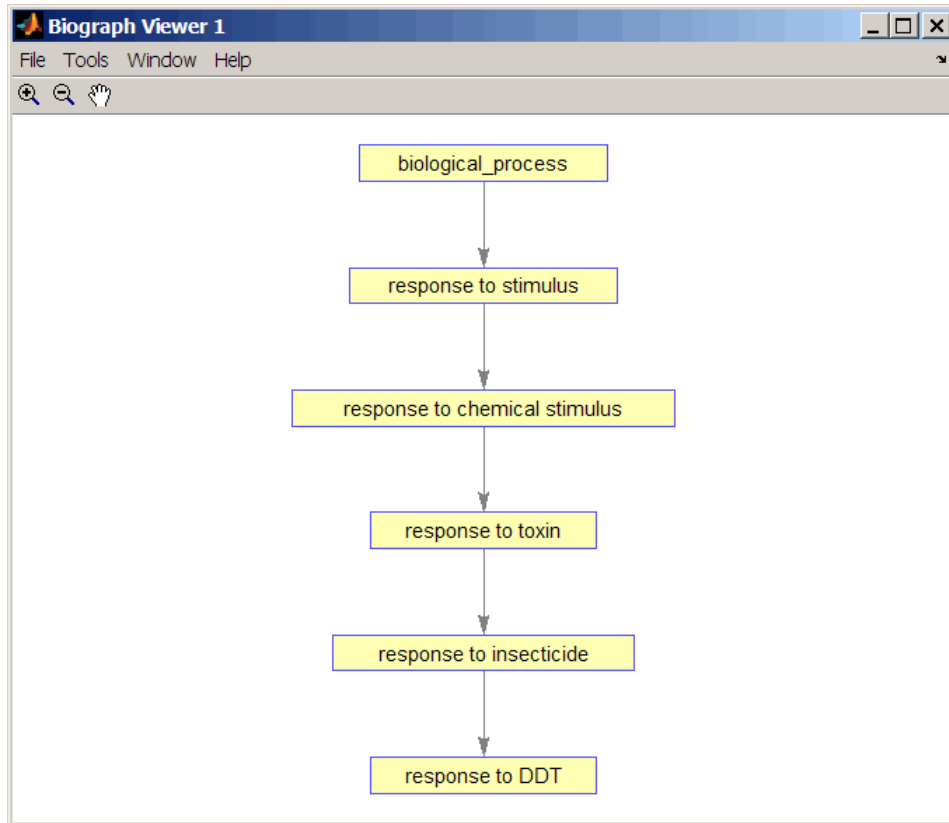 Biograph Viewer 1
File Tools Window Help
biological_process
response to stimulus
response to chemical stimulus
response to toxin
response to insecticide
response to DDT